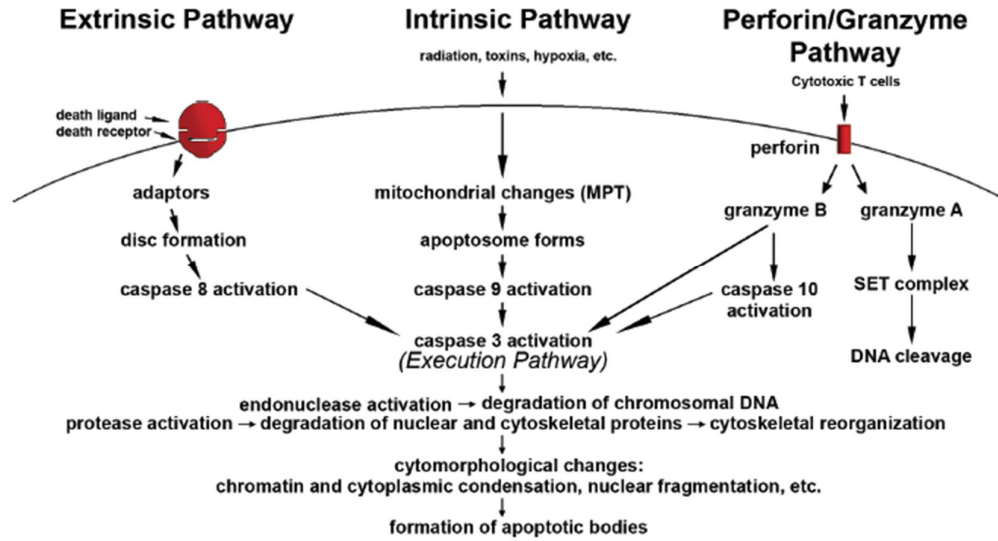 Extrinsic Pathway
Intrinsic Pathway
Perforin/Granzyme
Pathway
radiation, toxins, hypoxia, etc.
Cytotoxic T cells
death ligand
death receptor
perforin
adaptors
mitochondrial changes (MPT)
granzyme B
granzyme A
disc formation
apoptosome forms
caspase 8 activation
caspase 9 activation
caspase 10
activation
SET complex
caspase 3 activation
(Execution Pathway)
DNA cleavage
endonuclease activation → degradation of chromosomal DNA
protease activation → degradation of nuclear and cytoskeletal proteins → cytoskeletal reorganization
cytomorphological changes:
chromatin and cytoplasmic condensation, nuclear fragmentation, etc.
formation of apoptotic bodies